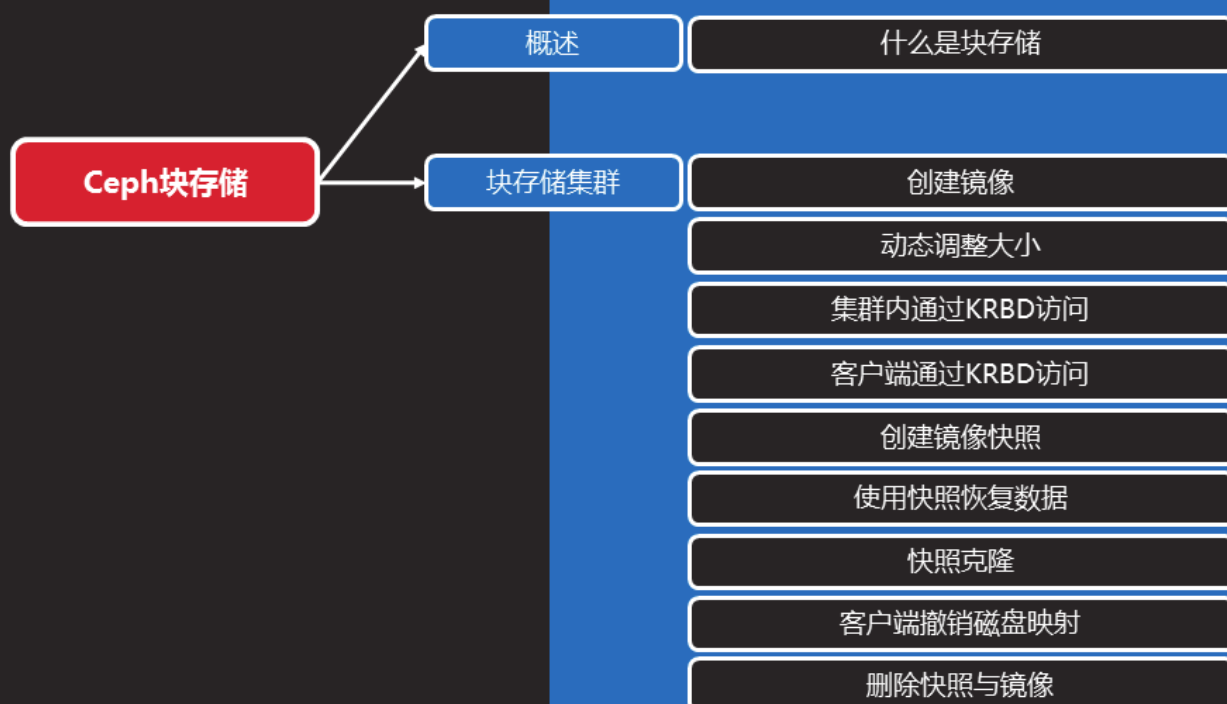 概述
什么是块存储
Ceph块存储
块存储集群
创建镜像
动态调整大小
集群内通过KRBD访问
客户端通过KRBD访问
创建镜像快照
使用快照恢复数据
快照克隆
客户端撤销磁盘映射
删除快照与镜像